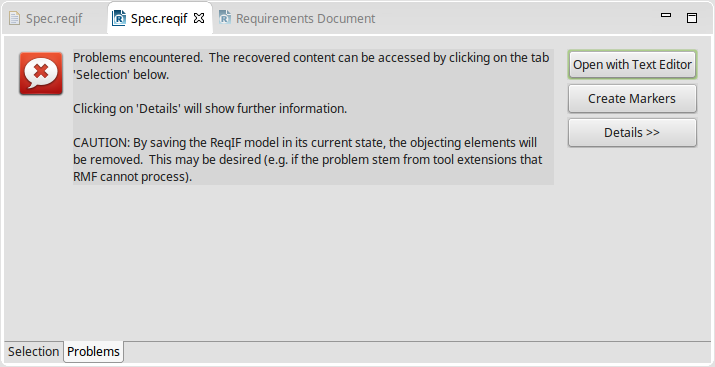 Spec.reqif
Spec.reqif
Requirements Document
Problems encountered.  The recovered content can be accessed by clicking on the tab
'Selection' below.
Clicking on 'Details' will show further information.
CAUTION: By saving the ReqIF model in its current state, the objecting elements will
be removed.  This may be desired (e.g. if the problem stem from tool extensions that
RMF cannot process).
Open with Text Editor
Create Markers
Details >>
Selection
Problems